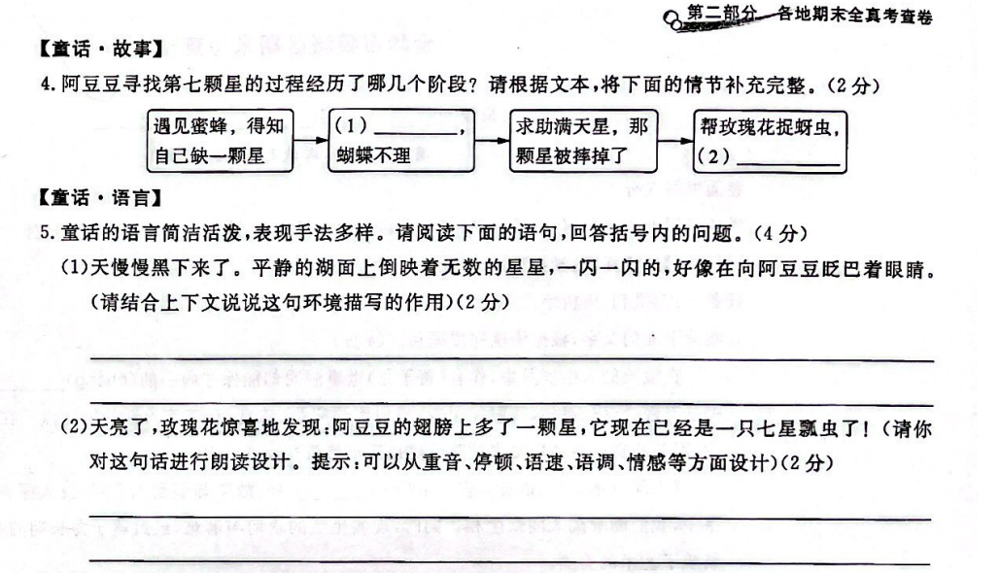 第二部分 各地期末全真考查卷
【童话·故事】
4. 阿豆豆寻找第七颗星的过程经历了哪几个阶段？请根据文本,将下面的情节补充完整。(2 分)
遇见蜜蜂，得知
自己缺一颗星
(1)________,
蝴蝶不理
求助满天星，那
颗星被摔掉了
帮玫瑰花捉蚜虫,
(2)________
【童话·语言】
5. 童话的语言简洁活泼,表现手法多样。请阅读下面的语句,回答括号内的问题。(4 分)
(1)天慢慢黑下来了。平静的湖面上倒映着无数的星星,一闪一闪的,好像在向阿豆豆眨巴着眼睛。
(请结合上下文说说这句环境描写的作用)(2 分)
(2)天亮了,玫瑰花惊喜地发现:阿豆豆的翅膀上多了一颗星,它现在已经是一只七星瓢虫了!(请你
对这句话进行朗读设计。提示:可以从重音、停顿、语速、语调、情感等方面设计)(2 分)